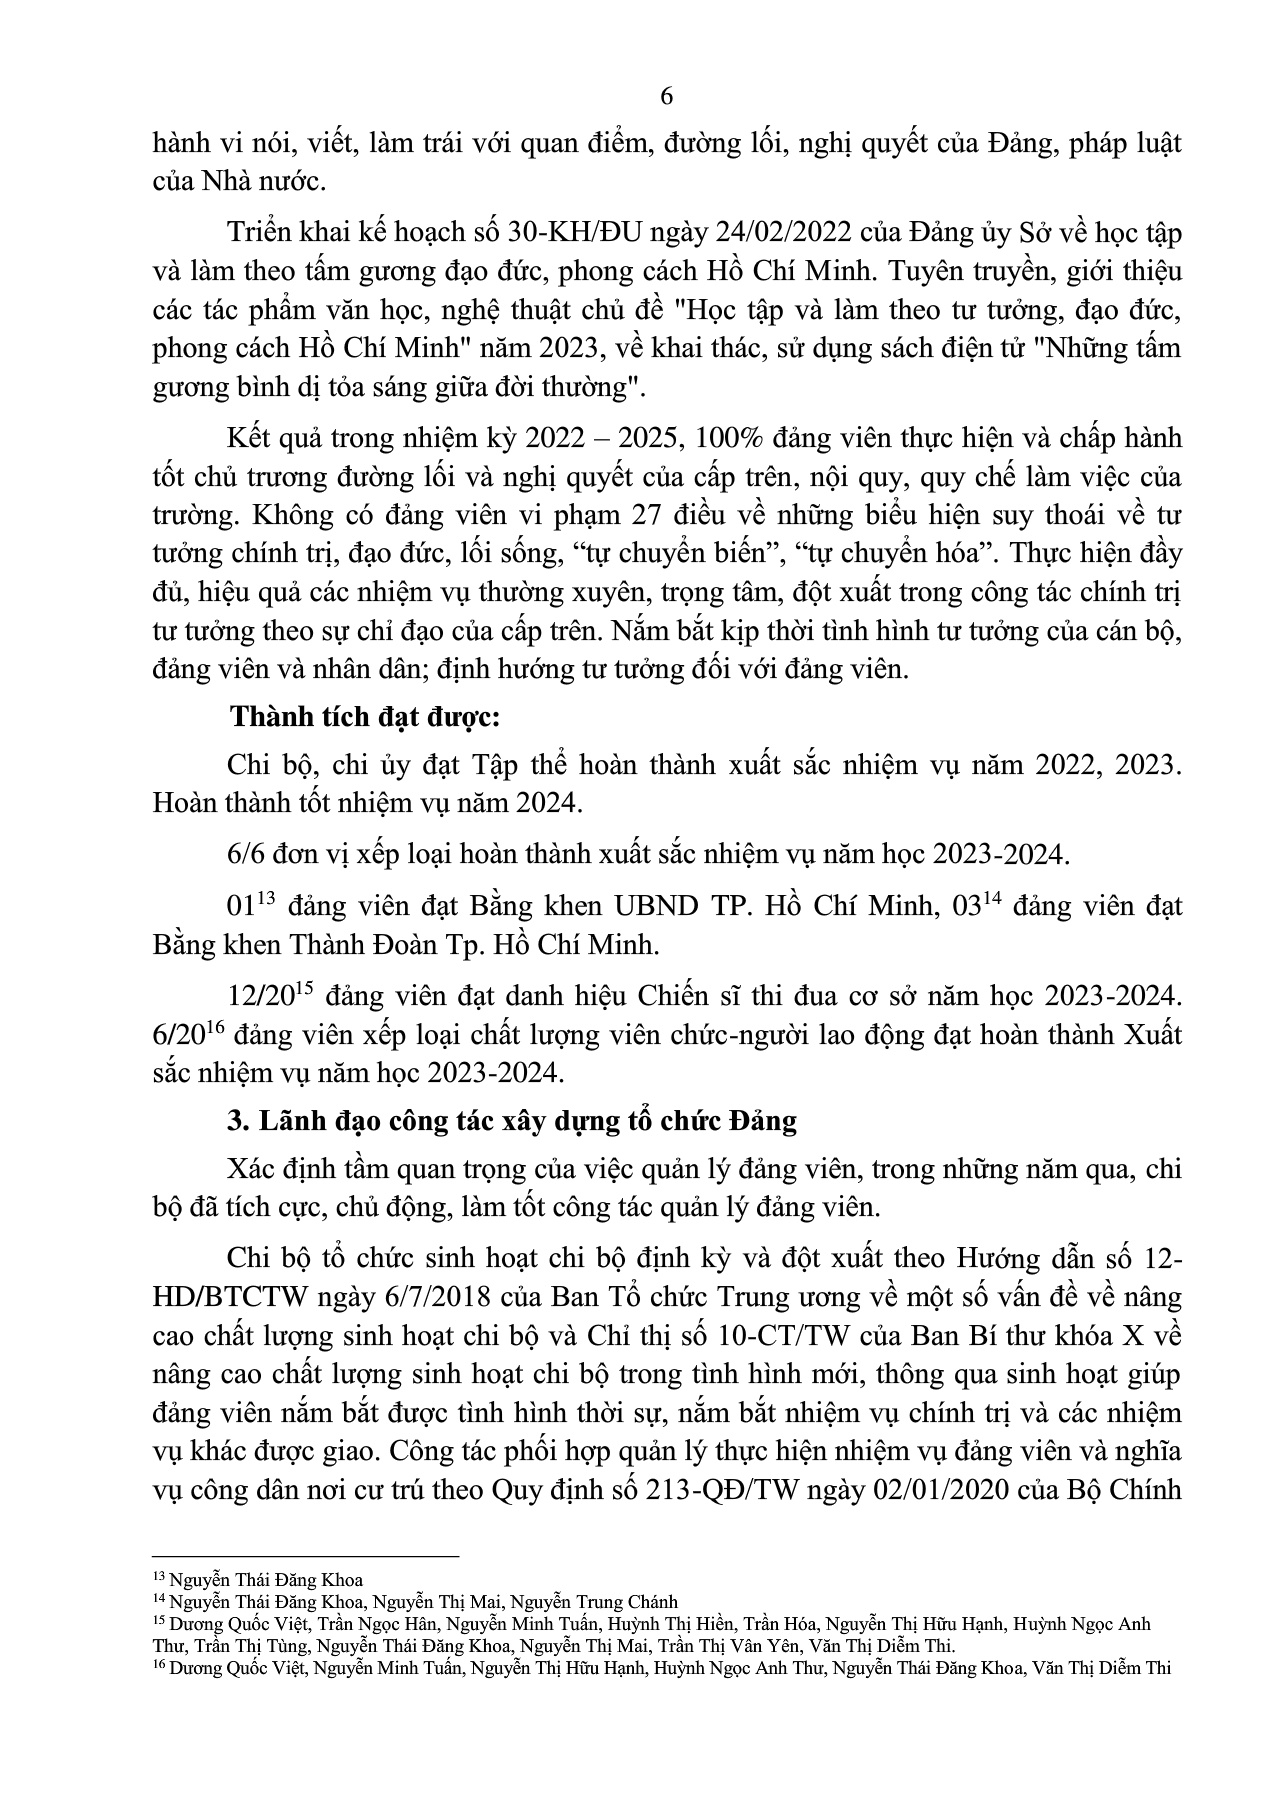 6
hành vi nói, viết, làm trái với quan điểm, đường lối, nghị quyết của Đảng, pháp luật
của Nhà nước.
Triển khai kế hoạch số 30-KH/ĐU ngày 24/02/2022 của Đảng ủy Sở về học tập
và làm theo tấm gương đạo đức, phong cách Hồ Chí Minh. Tuyên truyền, giới thiệu
các tác phẩm văn học, nghệ thuật chủ đề "Học tập và làm theo tư tưởng, đạo đức,
phong cách Hồ Chí Minh" năm 2023, về khai thác, sử dụng sách điện tử "Những tấm
gương bình dị tỏa sáng giữa đời thường".
Kết quả trong nhiệm kỳ 2022 – 2025, 100% đảng viên thực hiện và chấp hành
tốt chủ trương đường lối và nghị quyết của cấp trên, nội quy, quy chế làm việc của
trường. Không có đảng viên vi phạm 27 điều về những biểu hiện suy thoái về tư
tưởng chính trị, đạo đức, lối sống, “tự chuyển biến”, “tự chuyển hóa”. Thực hiện đầy
đủ, hiệu quả các nhiệm vụ thường xuyên, trọng tâm, đột xuất trong công tác chính trị
tư tưởng theo sự chỉ đạo của cấp trên. Nắm bắt kịp thời tình hình tư tưởng của cán bộ,
đảng viên và nhân dân; định hướng tư tưởng đối với đảng viên.
Thành tích đạt được:
Chi bộ, chi ủy đạt Tập thể hoàn thành xuất sắc nhiệm vụ năm 2022, 2023.
Hoàn thành tốt nhiệm vụ năm 2024.
6/6 đơn vị xếp loại hoàn thành xuất sắc nhiệm vụ năm học 2023-2024.
01¹³ đảng viên đạt Bằng khen UBND TP. Hồ Chí Minh, 03¹⁴ đảng viên đạt
Bằng khen Thành Đoàn Tp. Hồ Chí Minh.
12/20¹⁵ đảng viên đạt danh hiệu Chiến sĩ thi đua cơ sở năm học 2023-2024.
6/20¹⁶ đảng viên xếp loại chất lượng viên chức-người lao động đạt hoàn thành Xuất
sắc nhiệm vụ năm học 2023-2024.
3. Lãnh đạo công tác xây dựng tổ chức Đảng
Xác định tầm quan trọng của việc quản lý đảng viên, trong những năm qua, chi
bộ đã tích cực, chủ động, làm tốt công tác quản lý đảng viên.
Chi bộ tổ chức sinh hoạt chi bộ định kỳ và đột xuất theo Hướng dẫn số 12-
HD/BTCTW ngày 6/7/2018 của Ban Tổ chức Trung ương về một số vấn đề về nâng
cao chất lượng sinh hoạt chi bộ và Chỉ thị số 10-CT/TW của Ban Bí thư khóa X về
nâng cao chất lượng sinh hoạt chi bộ trong tình hình mới, thông qua sinh hoạt giúp
đảng viên nắm bắt được tình hình thời sự, nắm bắt nhiệm vụ chính trị và các nhiệm
vụ khác được giao. Công tác phối hợp quản lý thực hiện nhiệm vụ đảng viên và nghĩa
vụ công dân nơi cư trú theo Quy định số 213-QĐ/TW ngày 02/01/2020 của Bộ Chính
¹³ Nguyễn Thái Đăng Khoa
¹⁴ Nguyễn Thái Đăng Khoa, Nguyễn Thị Mai, Nguyễn Trung Chánh
¹⁵ Dương Quốc Việt, Trần Ngọc Hân, Nguyễn Minh Tuấn, Huỳnh Thị Hiền, Trần Hóa, Nguyễn Thị Hữu Hạnh, Huỳnh Ngọc Anh
Thư, Trần Thị Tùng, Nguyễn Thái Đăng Khoa, Nguyễn Thị Mai, Trần Thị Vân Yên, Văn Thị Diễm Thi.
¹⁶ Dương Quốc Việt, Nguyễn Minh Tuấn, Nguyễn Thị Hữu Hạnh, Huỳnh Ngọc Anh Thư, Nguyễn Thái Đăng Khoa, Văn Thị Diễm Thi